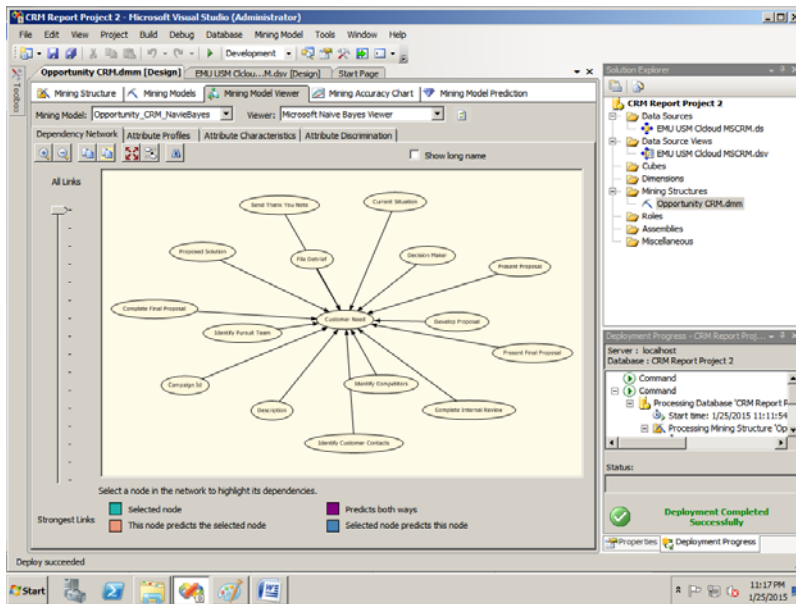 CRM Report Project 2 - Microsoft Visual Studio (Administrator)
File Edit View Project Build Debug Database Mining Model Tools Window Help
Development
Toolbox
Opportunity CRM.dmm [Design] EMU USM Clclou...M.dsv [Design] Start Page
Mining Structure Mining Models Mining Model Viewer Mining Accuracy Chart Mining Model Prediction
Mining Model: Opportunity_CRM_NavieBayes Viewer: Microsoft Naive Bayes Viewer
Dependency Network Attribute Profiles Attribute Characteristics Attribute Discrimination
Show long name
All Links
Send Thank You Note
Current Situation
Proposed Solution
File Debrief
Decision Maker
Present Proposal
Complete Final Proposal
Customer Need
Develop Proposal
Identify Pursuit Team
Present Final Proposal
Campaign Id
Identify Competitors
Description
Complete Internal Review
Identify Customer Contacts
Select a node in the network to highlight its dependencies.
Strongest Links
Selected node
Predicts both ways
This node predicts the selected node
Selected node predicts this node
Solution Explorer
CRM Report Project 2
Data Sources
EMU USM Clcloud MSCRM.ds
Data Source Views
EMU USM Clcloud MSCRM.dsv
Cubes
Dimensions
Mining Structures
Opportunity CRM.dmm
Roles
Assemblies
Miscellaneous
Deployment Progress - CRM Report Proj...
Server : localhost
Database : CRM Report Project 2
Command
Command
Processing Database 'CRM Report P
Start time: 1/25/2015 11:11:54
Processing Mining Structure 'Op
Status:
Deployment Completed
Successfully
Properties Deployment Progress
Deploy succeeded
Start
11:17 PM
1/25/2015